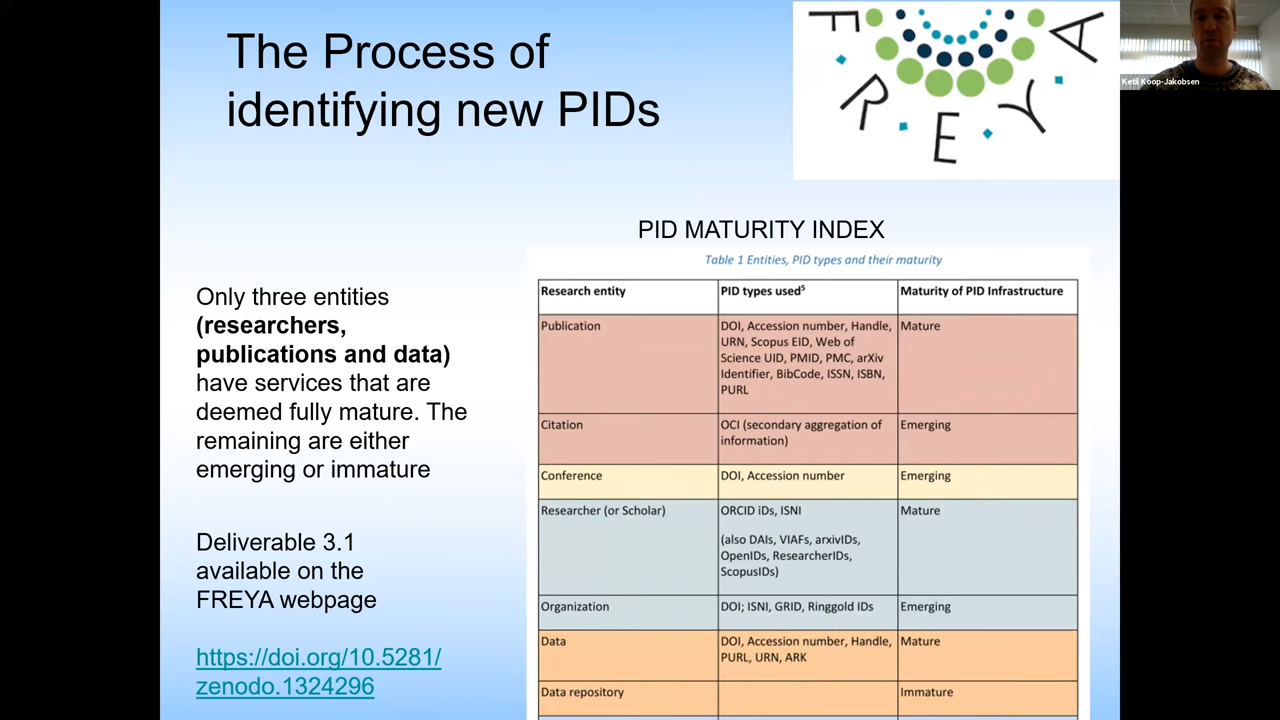 The Process of
identifying new PIDs
F R E Y A
Ketil Koop-Jakobsen
PID MATURITY INDEX
Table 1 Entities, PID types and their maturity
Only three entities
(researchers,
publications and data)
have services that are
deemed fully mature. The
remaining are either
emerging or immature
Deliverable 3.1
available on the
FREYA webpage
https://doi.org/10.5281/
zenodo.1324296
Research entity PID types used5 Maturity of PID Infrastructure
Publication DOI, Accession number, Handle, Mature
URN, Scopus EID, Web of
Science UID, PMID, PMC, arXiv
Identifier, BibCode, ISSN, ISBN,
PURL
Citation OCI (secondary aggregation of Emerging
information)
Conference DOI, Accession number Emerging
Researcher (or Scholar) ORCID iDs, ISNI Mature
(also DAIs, VIAFs, arxivIDs,
OpenIDs, ResearcherIDs,
ScopusIDs)
Organization DOI; ISNI, GRID, Ringgold IDs Emerging
Data DOI, Accession number, Handle, Mature
PURL, URN, ARK
Data repository Immature